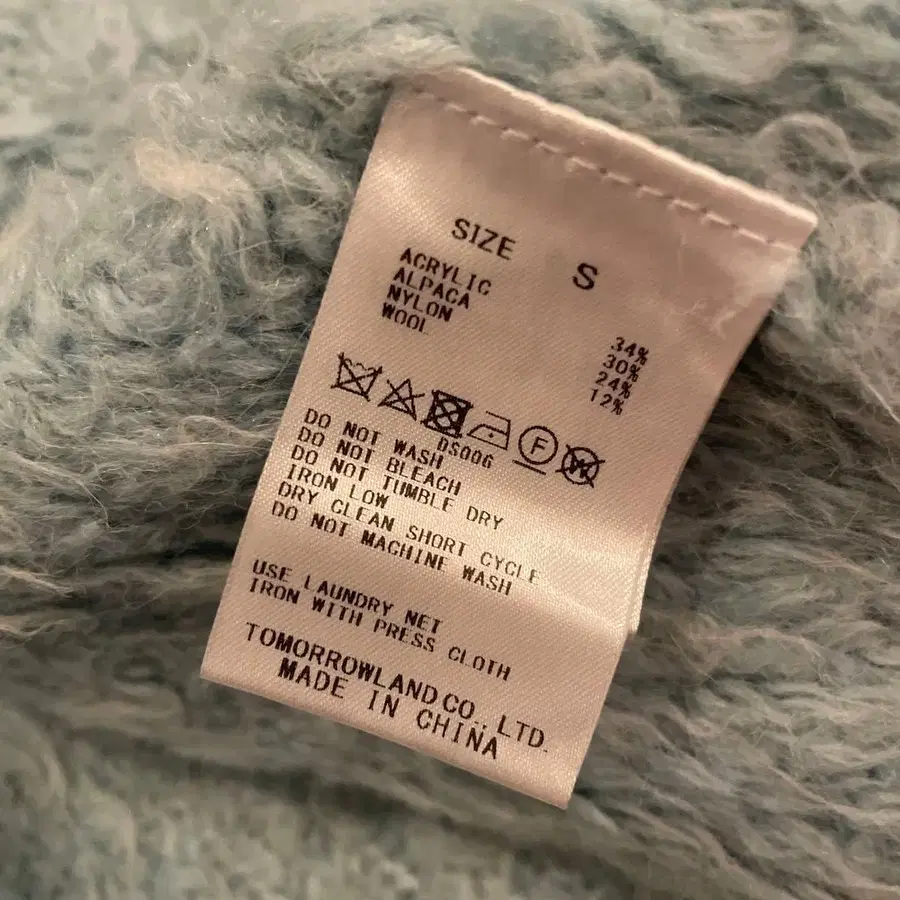 SIZE S
ACRYLIC 34%
ALPACA 30%
NYLON 24%
WOOL 12%
F
W
DS006
DO NOT WASH
DO NOT BLEACH
DO NOT TUMBLE DRY
IRON LOW
DRY CLEAN SHORT CYCLE
DO NOT MACHINE WASH
USE LAUNDRY NET
IRON WITH PRESS CLOTH
TOMORROWLAND CO., LTD.
MADE IN CHINA